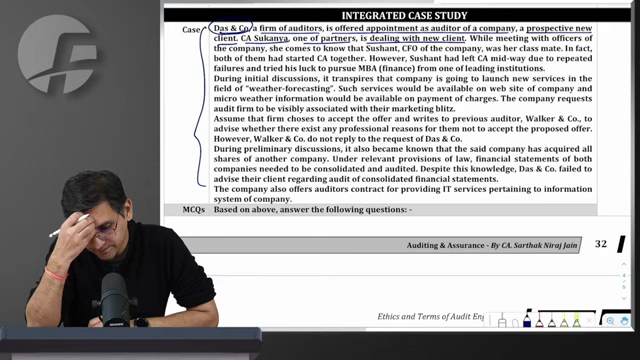 INTEGRATED CASE STUDY
Case
Das & Co, a firm of auditors, is offered appointment as auditor of a company, a prospective new
client. CA Sukanya, one of partners, is dealing with new client. While meeting with officers of
the company, she comes to know that Sushant, CFO of the company, was her class mate. In fact,
both of them had started CA together. However, Sushant had left CA mid-way due to repeated
failures and tried his luck to pursue MBA (finance) from one of leading institutions.
During initial discussions, it transpires that company is going to launch new services in the
field of "weather-forecasting". Such services would be available on web site of company and
micro weather information would be available on payment of charges. The company requests
audit firm to be visibly associated with their marketing blitz.
Assume that firm choses to accept the offer and writes to previous auditor, Walker & Co., to
advise whether there exist any professional reasons for them not to accept the proposed offer.
However, Walker & Co. do not reply to the request of Das & Co.
During preliminary discussions, it also became known that the said company has acquired all
shares of another company. Under relevant provisions of law, financial statements of both
companies needed to be consolidated and audited. Despite this knowledge, Das & Co. failed to
advise their client regarding audit of consolidated financial statements.
The company also offers auditors contract for providing IT services pertaining to information
system of company.
MCQs Based on above, answer the following questions: -
Auditing & Assurance - By CA. Sarthak Niraj Jain 32
Ethics and Terms of Audit Eng